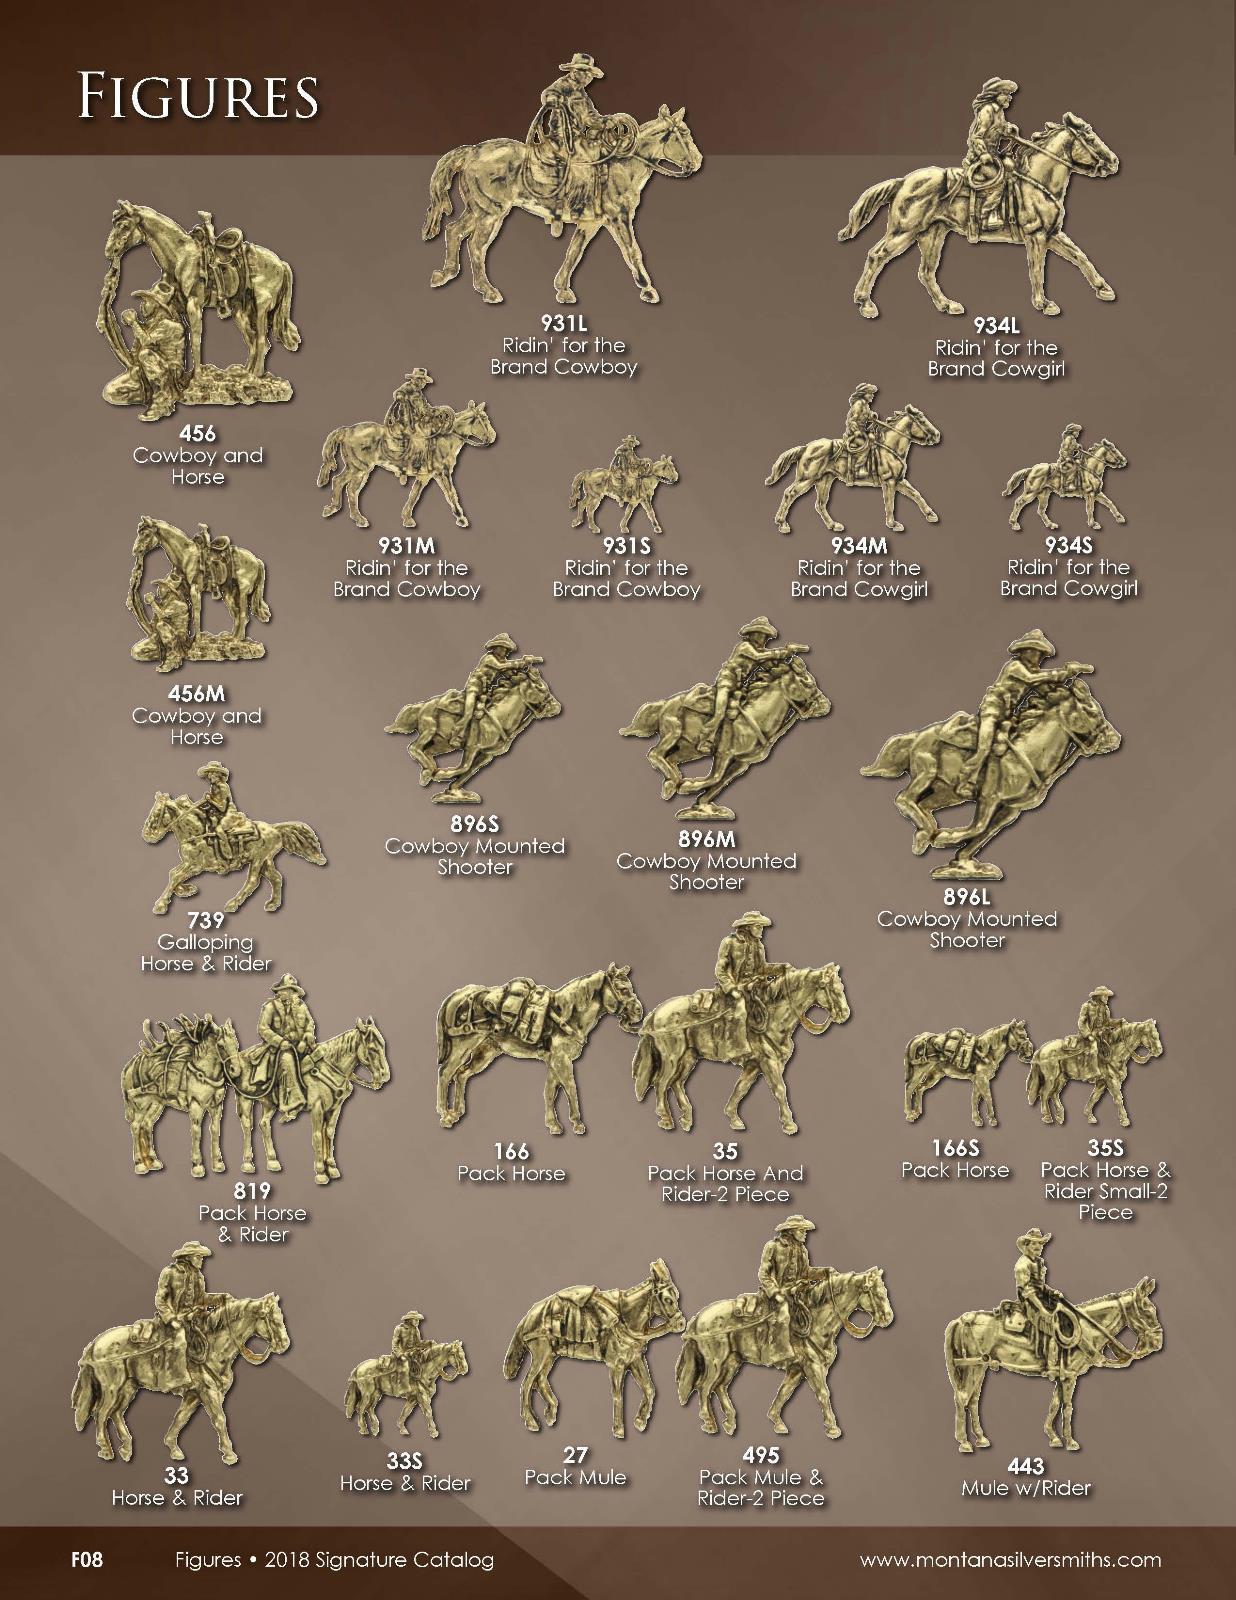 FIGURES
931L
Ridin' for the
Brand Cowboy
934L
Ridin' for the
Brand Cowgirl
456
Cowboy and
Horse
931M
Ridin' for the
Brand Cowboy
931S
Ridin' for the
Brand Cowboy
934M
Ridin' for the
Brand Cowgirl
934S
Ridin' for the
Brand Cowgirl
456M
Cowboy and
Horse
896S
Cowboy Mounted
Shooter
896M
Cowboy Mounted
Shooter
896L
Cowboy Mounted
Shooter
739
Galloping
Horse & Rider
819
Pack Horse
& Rider
166
Pack Horse
35
Pack Horse And
Rider-2 Piece
166S
Pack Horse
35S
Pack Horse &
Rider Small-2
Piece
33
Horse & Rider
33S
Horse & Rider
27
Pack Mule
495
Pack Mule &
Rider-2 Piece
443
Mule w/Rider
F08 Figures • 2018 Signature Catalog www.montanasilversmiths.com